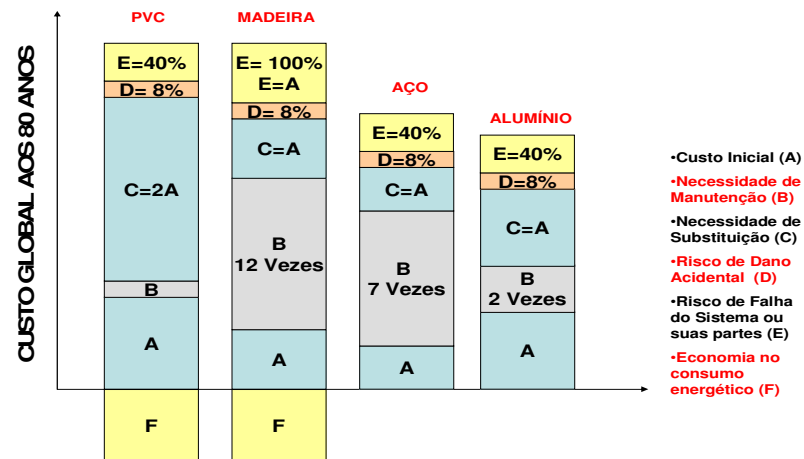 CUSTO GLOBAL AOS 80 ANOS
PVC
E=40%
D= 8%
C=2A
B
A
F
MADEIRA
E= 100%
E=A
D= 8%
C=A
B
12 Vezes
A
F
AÇO
E=40%
D=8%
C=A
B
7 Vezes
A
ALUMÍNIO
E=40%
D=8%
C=A
B
2 Vezes
A
•Custo Inicial (A)
•Necessidade de
Manutenção (B)
•Necessidade de
Substituição (C)
•Risco de Dano
Acidental (D)
•Risco de Falha
do Sistema ou
suas partes (E)
•Economia no
consumo
energético (F)